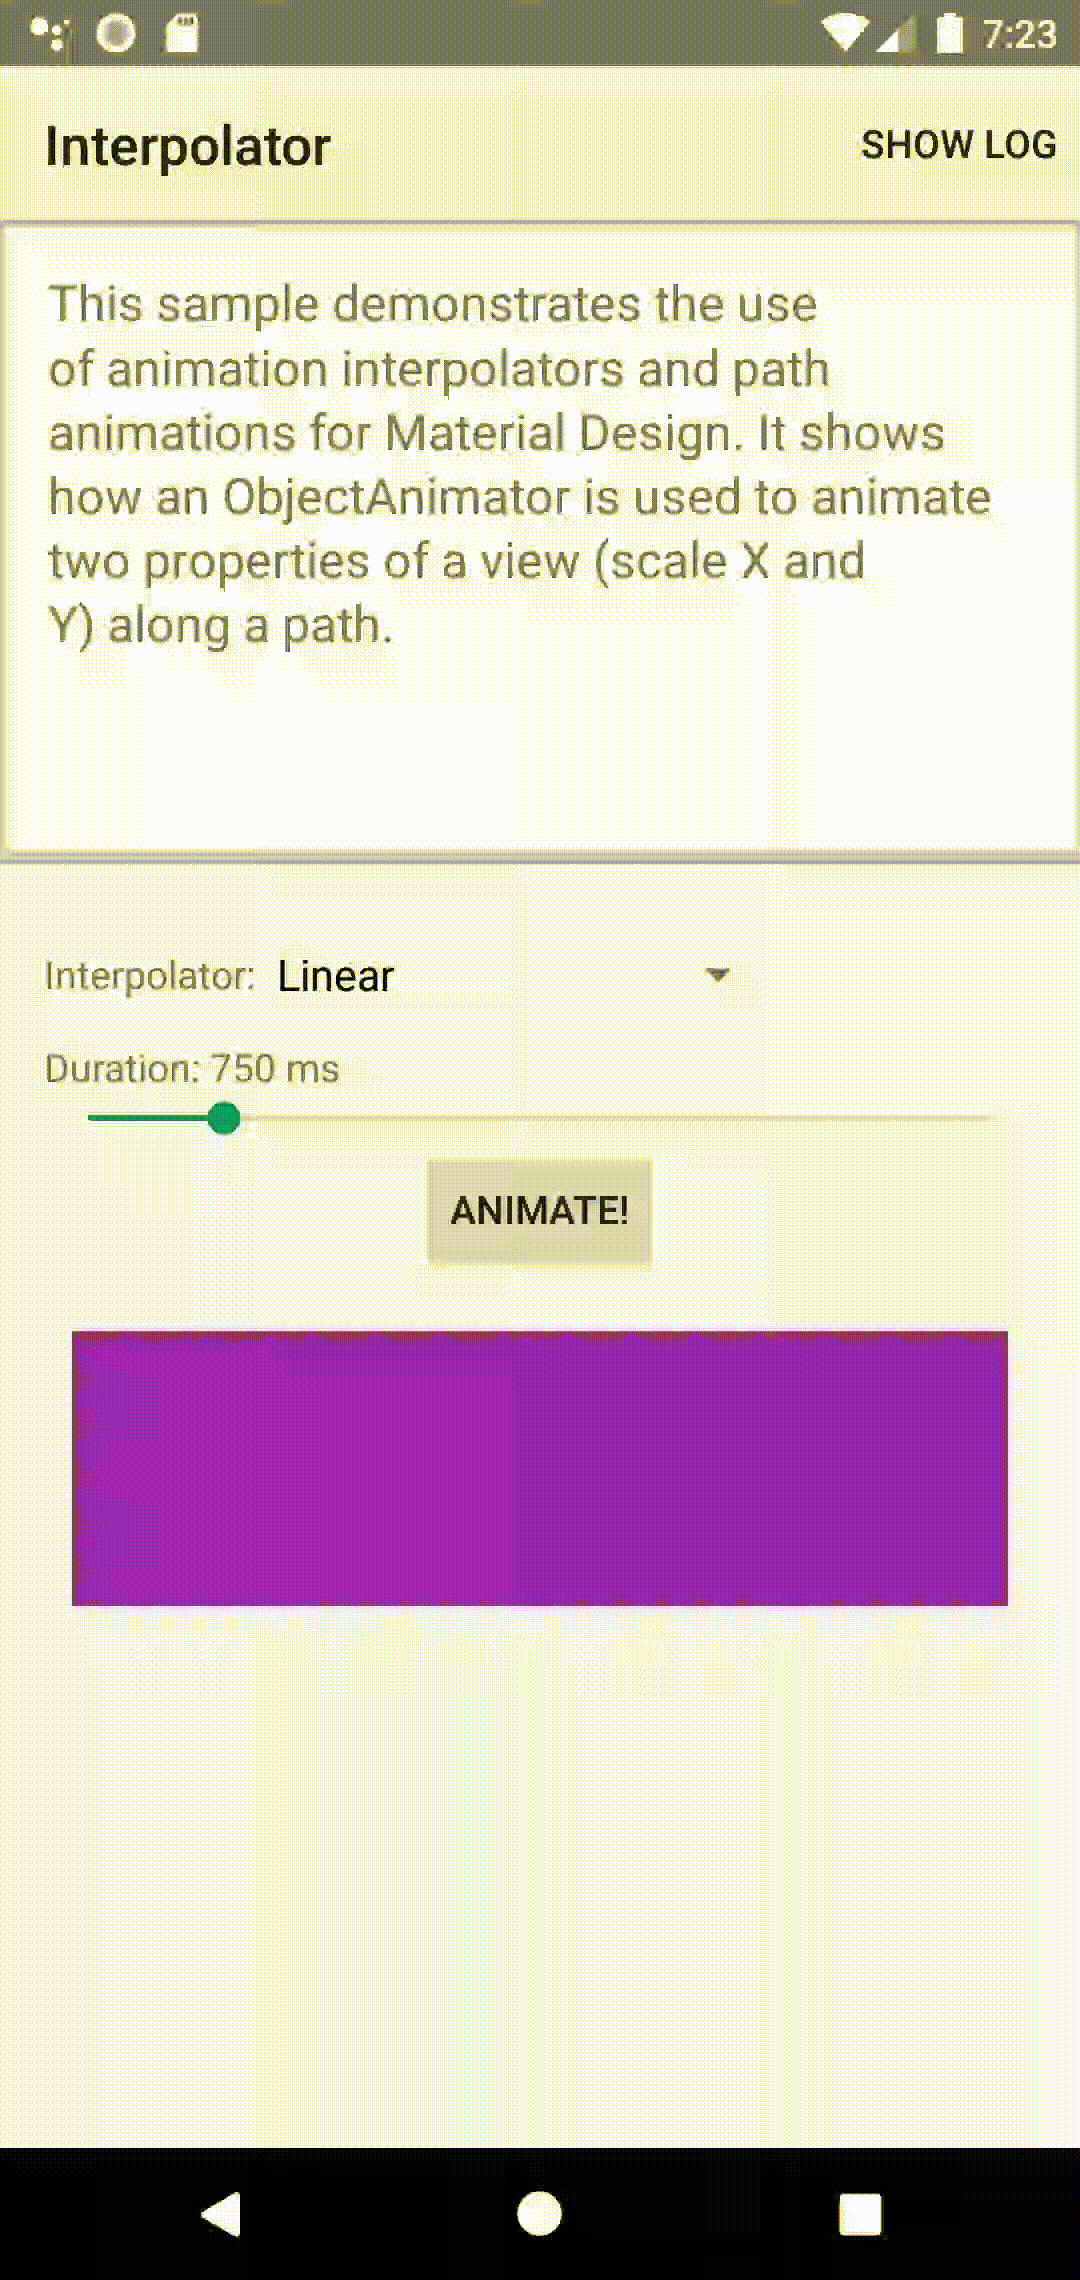 7:23
Interpolator
SHOW LOG
This sample demonstrates the use
of animation interpolators and path
animations for Material Design. It shows
how an ObjectAnimator is used to animate
two properties of a view (scale X and
Y) along a path.
Interpolator: Linear
Duration: 750 ms
ANIMATE!